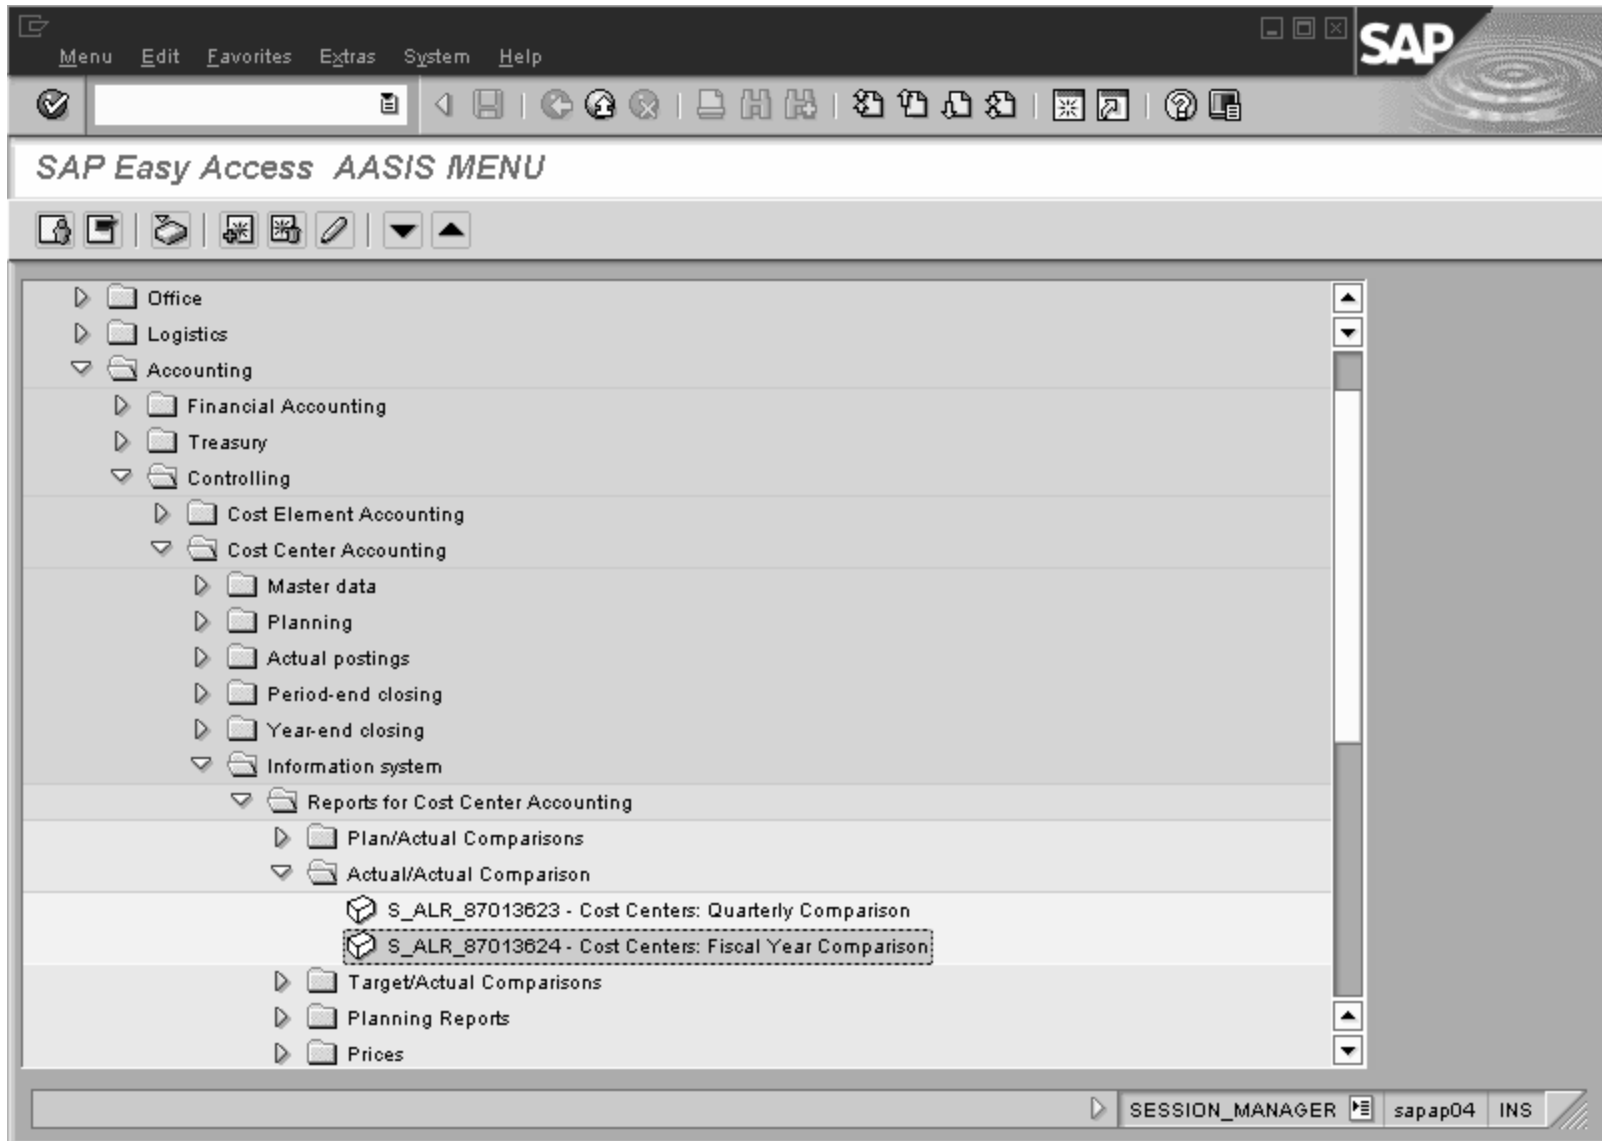 Menu Edit Favorites Extras System Help
SAP
SAP Easy Access AASIS MENU
Office
Logistics
Accounting
Financial Accounting
Treasury
Controlling
Cost Element Accounting
Cost Center Accounting
Master data
Planning
Actual postings
Period-end closing
Year-end closing
Information system
Reports for Cost Center Accounting
Plan/Actual Comparisons
Actual/Actual Comparison
S_ALR_87013623 - Cost Centers: Quarterly Comparison
S_ALR_87013624 - Cost Centers: Fiscal Year Comparison
Target/Actual Comparisons
Planning Reports
Prices
SESSION_MANAGER sapap04 INS